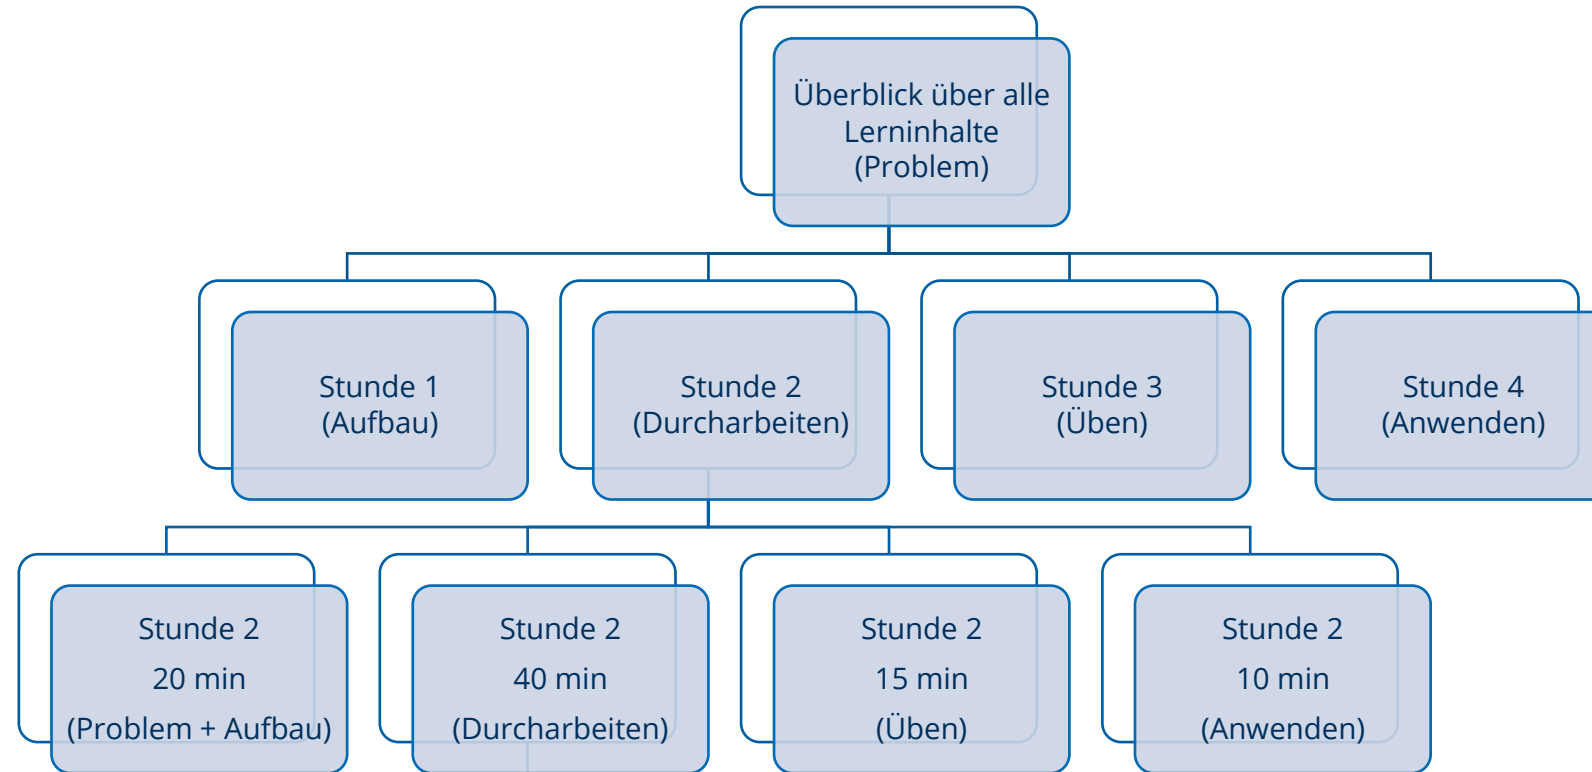 Überblick über alle
Lerninhalte
(Problem)
Stunde 1
(Aufbau)
Stunde 2
(Durcharbeiten)
Stunde 3
(Üben)
Stunde 4
(Anwenden)
Stunde 2
20 min
(Problem + Aufbau)
Stunde 2
40 min
(Durcharbeiten)
Stunde 2
15 min
(Üben)
Stunde 2
10 min
(Anwenden)